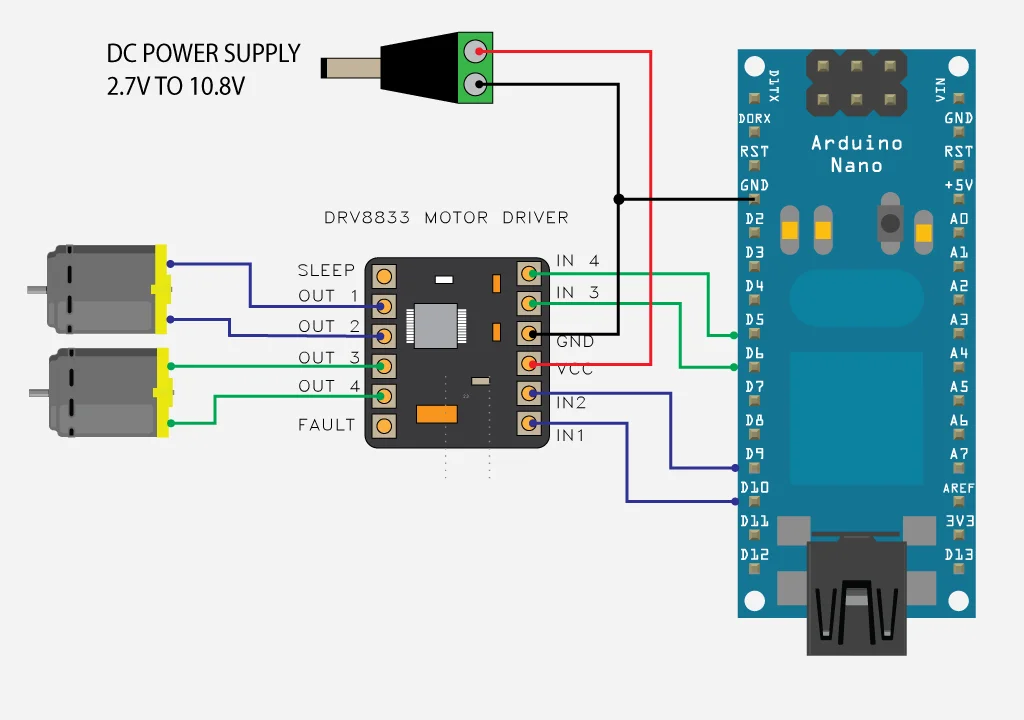 DC POWER SUPPLY
2.7V TO 10.8V
DRV8833 MOTOR DRIVER
SLEEP
OUT 1
OUT 2
OUT 3
OUT 4
FAULT
IN 4
IN 3
GND
VCC
IN2
IN1
Arduino
Nano
D1TX
D0RX
RST
GND
D2
D3
D4
D5
D6
D7
D8
D9
D10
D11
D12
VIN
GND
RST
+5V
A0
A1
A2
A3
A4
A5
A6
A7
AREF
3V3
D13